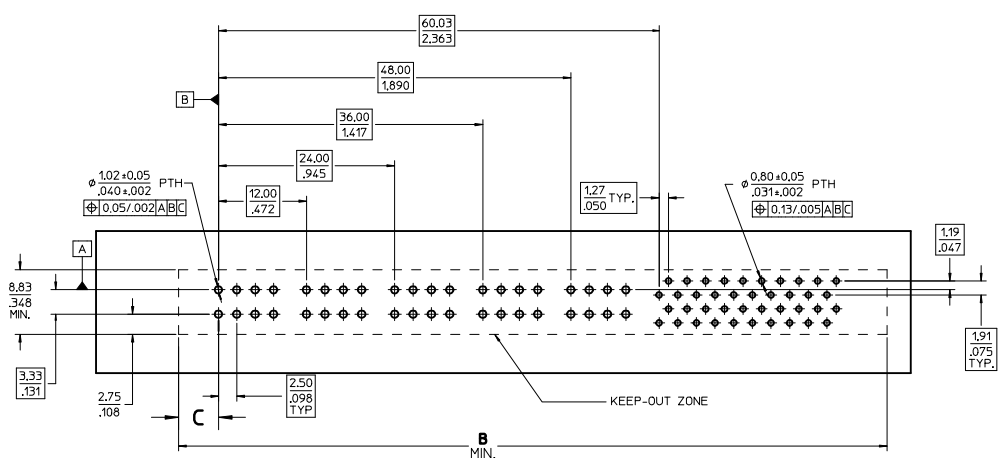 60.03
2.363
48.00
1.890
B
36.00
1.417
24.00
.945
⌀ 1.02±0.05 PTH
.040±.002
⌖ 0.05/.002 A B C
12.00
.472
1.27 TYP.
.050
⌀ 0.80±0.05 PTH
.031±.002
⌖ 0.13/.005 A B C
1.19
.047
A
8.83
.348
MIN.
3.33
.131
2.75
.108
C
2.50
.098
TYP
KEEP-OUT ZONE
1.91
.075
TYP.
B
MIN.